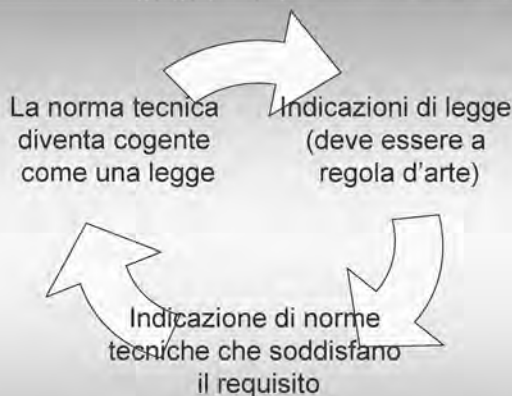 La norma tecnica
diventa cogente
come una legge
Indicazioni di legge
(deve essere a
regola d'arte)
Indicazione di norme
tecniche che soddisfano
il requisito